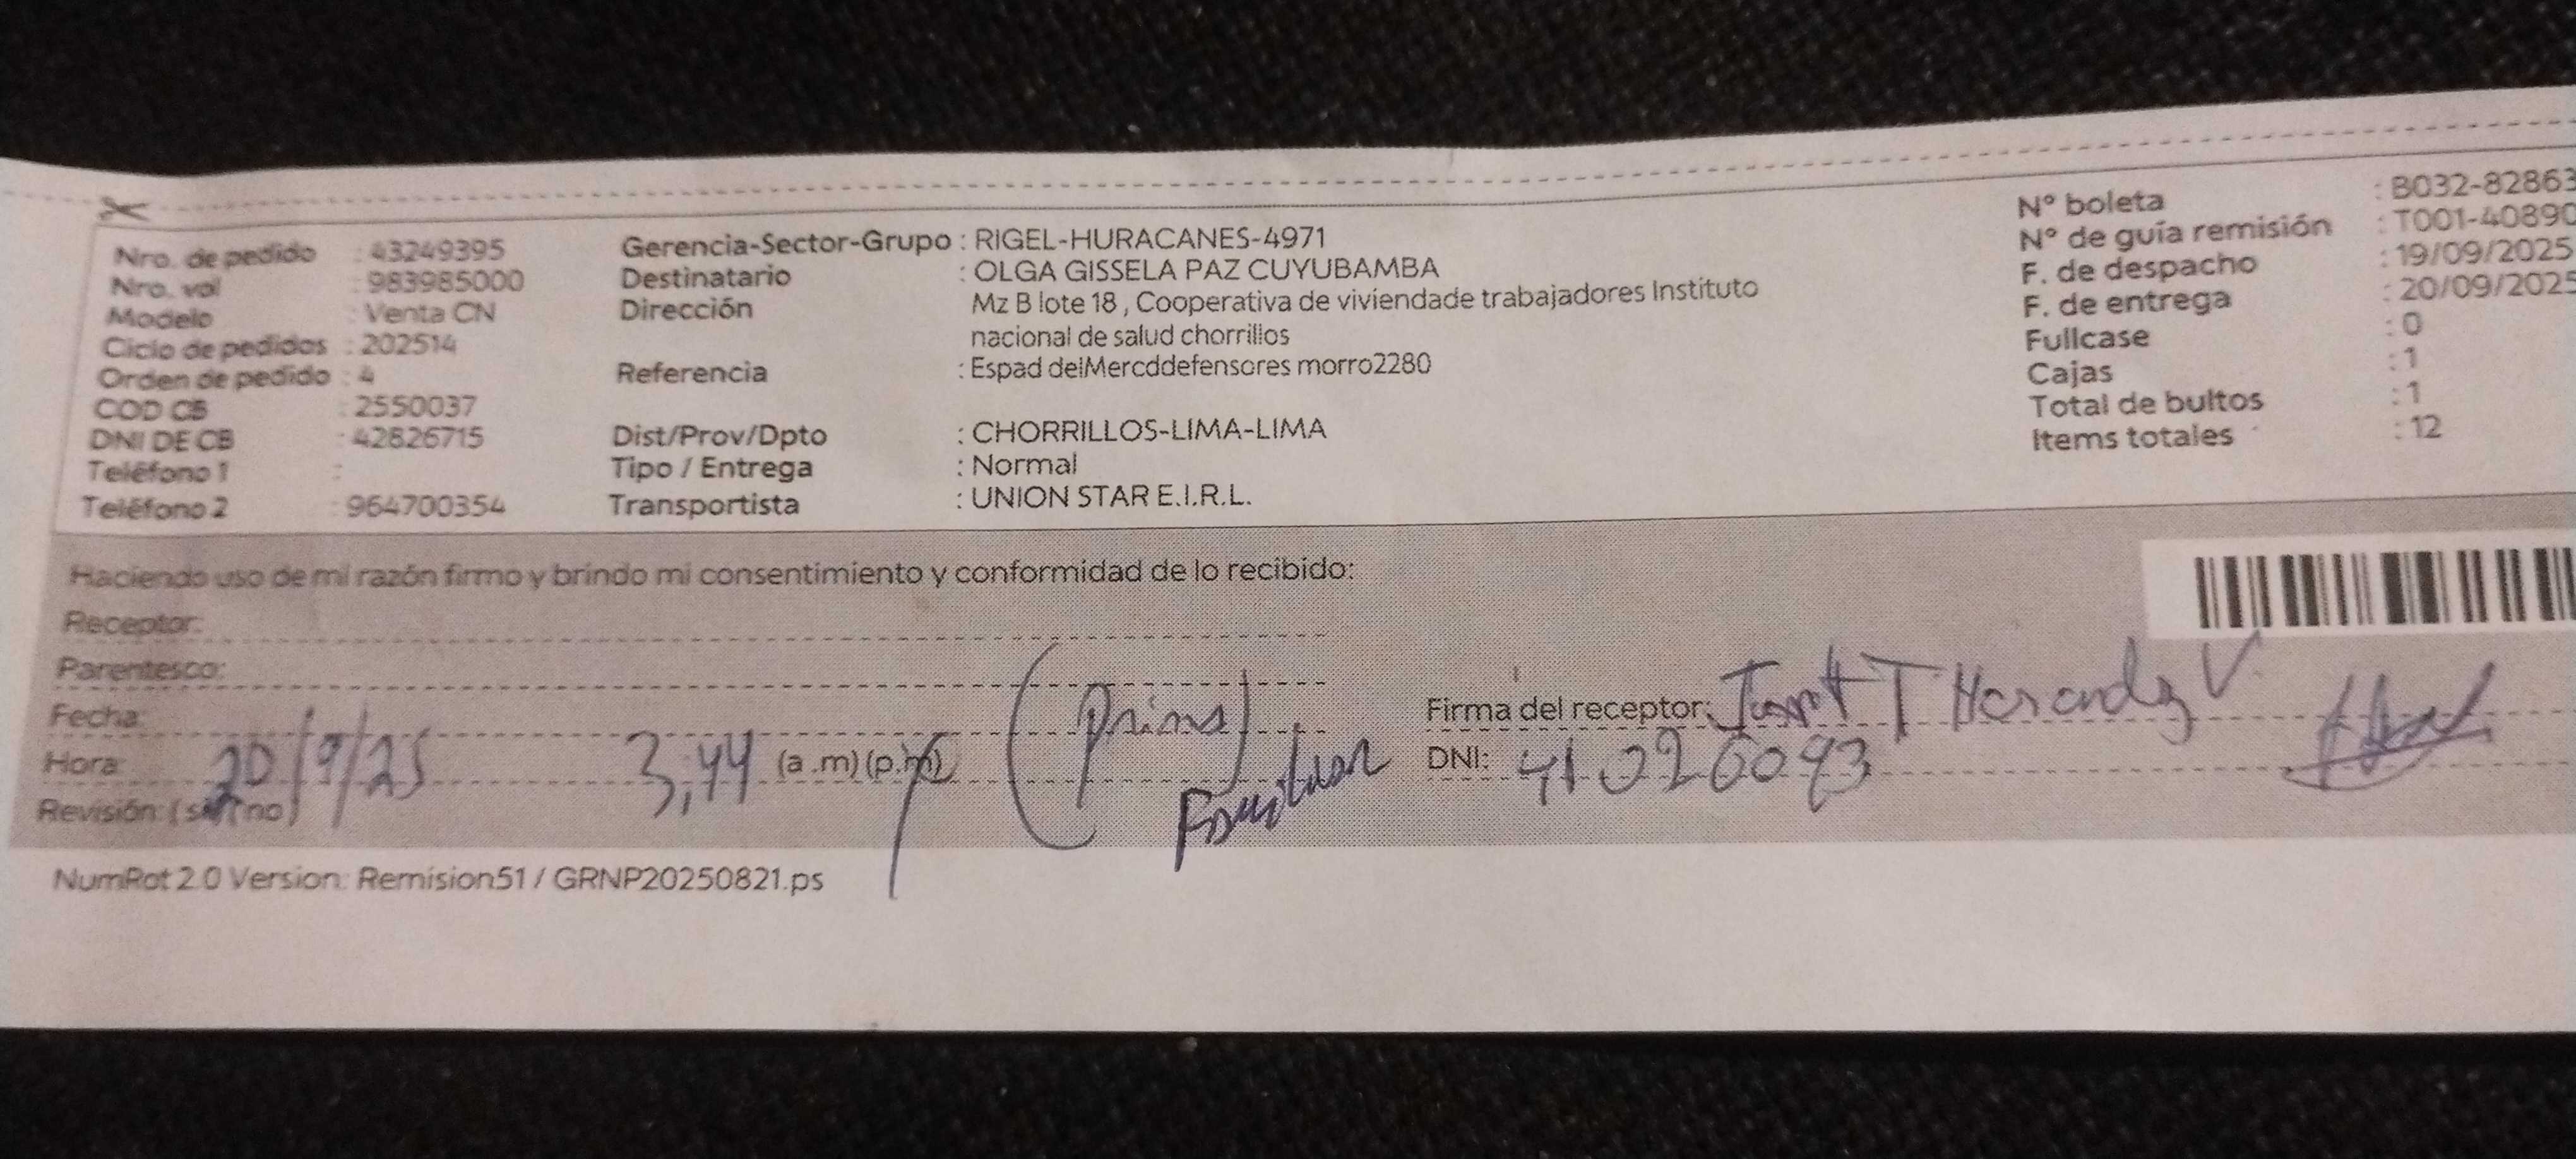 Nro. de pedido : 43249395
Nro. vol : 983985000
Modelo : Venta CN
Ciclo de pedidos : 202514
Orden de pedido : 4
COD CB : 2550037
DNI DE CB : 42826715
Teléfono 1 :
Teléfono 2 : 964700354
Gerencia-Sector-Grupo : RIGEL-HURACANES-4971
Destinatario : OLGA GISSELA PAZ CUYUBAMBA
Dirección Mz B lote 18 , Cooperativa de viviendade trabajadores Instituto
nacional de salud chorrillos
Referencia : Espad delMercddefensores morro2280
Dist/Prov/Dpto : CHORRILLOS-LIMA-LIMA
Tipo / Entrega : Normal
Transportista : UNION STAR E.I.R.L.
N° boleta : B032-82863
N° de guía remisión : T001-40890
F. de despacho : 19/09/2025
F. de entrega : 20/09/2025
Fullcase : 0
Cajas : 1
Total de bultos : 1
Items totales : 12
Haciendo uso de mi razón firmo y brindo mi consentimiento y conformidad de lo recibido:
Receptor:
Parentesco:
Fecha:
Hora: 20/9/25 3,44 (a .m) (p.m)
Revisión: (si / no)
Firma del receptor: T V.
DNI: 41026093
NumRot 2.0 Version: Remision51 / GRNP20250821.ps